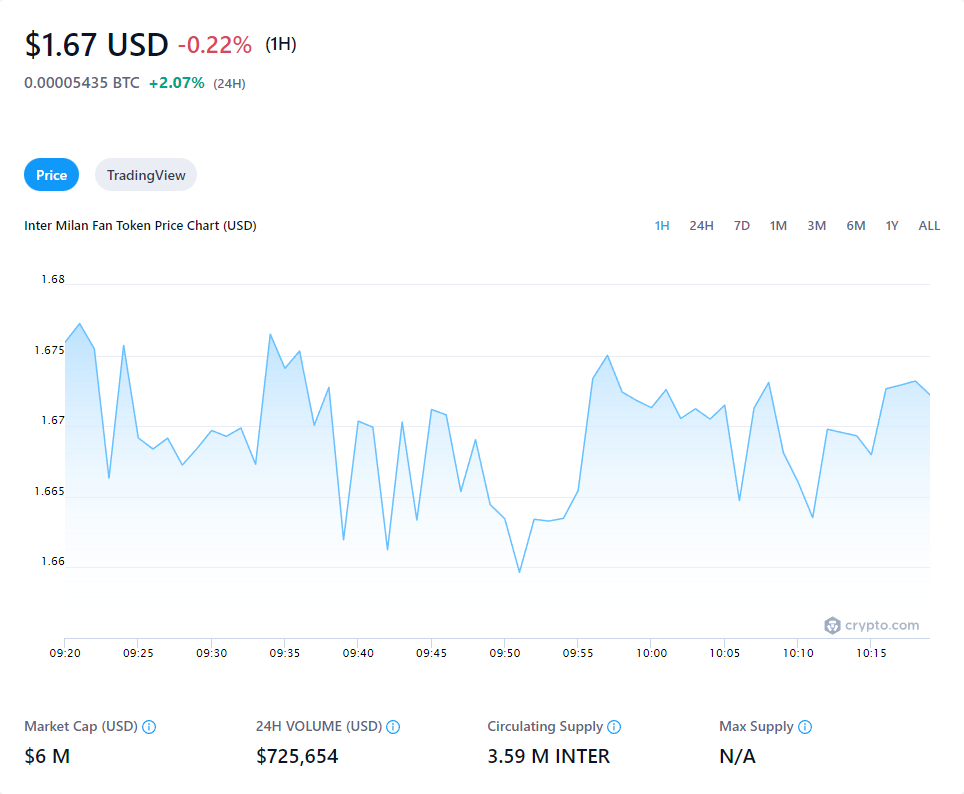 $1.67 USD -0.22% (1H)
0.00005435 BTC +2.07% (24H)
Price TradingView
Inter Milan Fan Token Price Chart (USD) 1H 24H 7D 1M 3M 6M 1Y ALL
1.68
1.675
1.67
1.665
1.66
crypto.com
09:20 09:25 09:30 09:35 09:40 09:45 09:50 09:55 10:00 10:05 10:10 10:15
Market Cap (USD) 24H VOLUME (USD) Circulating Supply Max Supply
$6 M $725,654 3.59 M INTER N/A